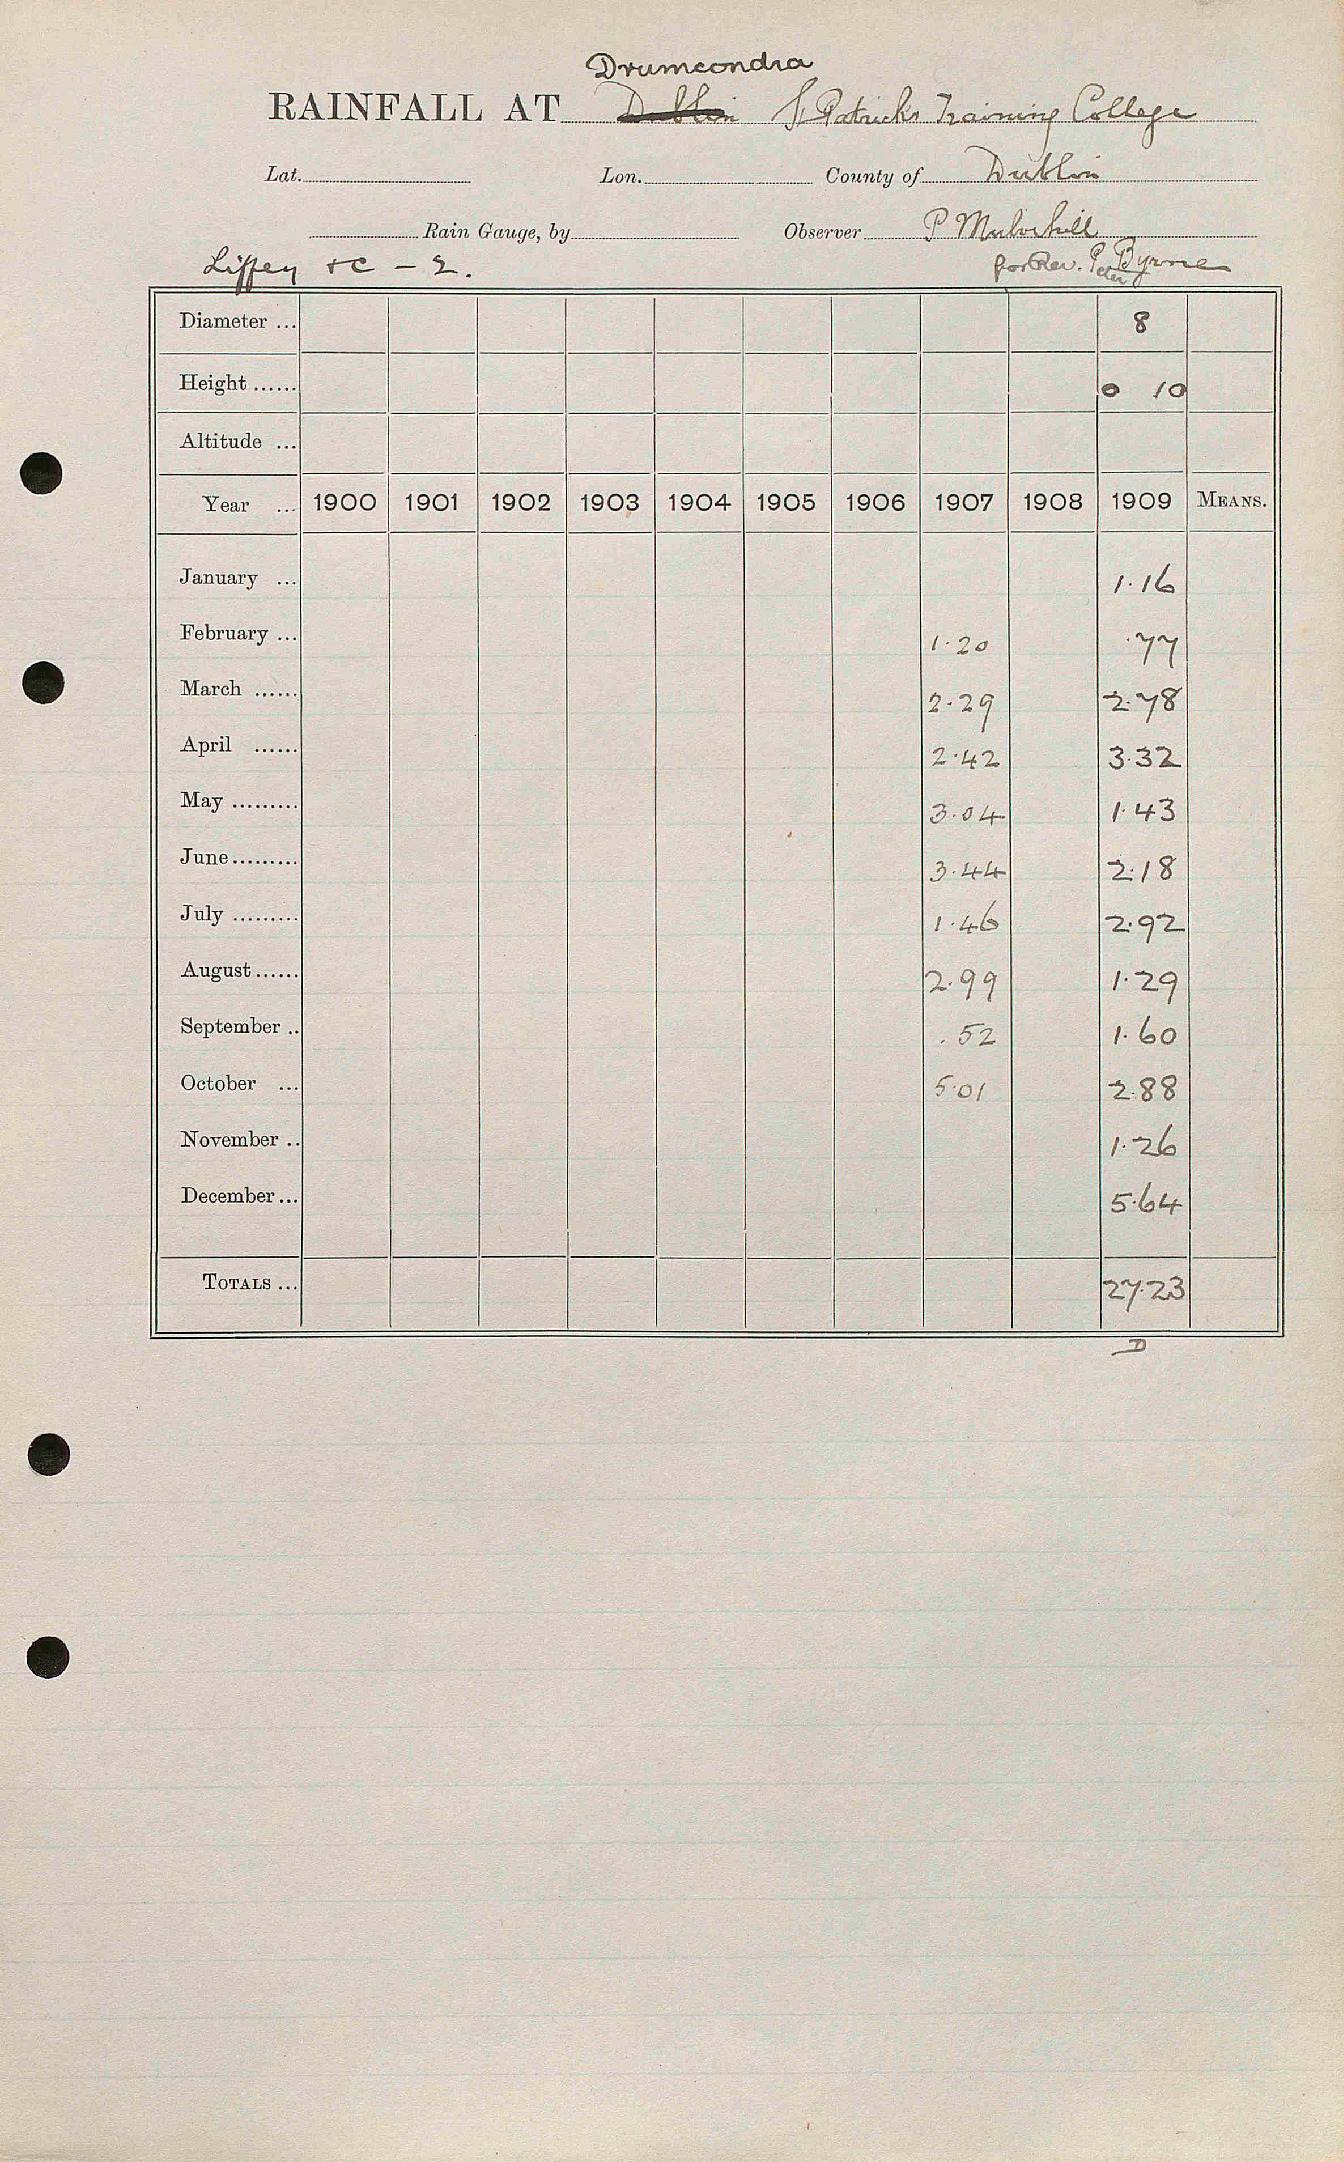 Drumcondra
RAINFALL AT Dublin St Patrick's Training College
Lat. Lon. County of Dublin
Rain Gauge, by Observer P Mulvihill
Liffey &c - 2. for Rev. Peter Byrne
Diameter ... 8
Height ...... 0 10
Altitude ...
Year ... 1900 1901 1902 1903 1904 1905 1906 1907 1908 1909 MEANS.
January ... 1.16
February ... 1.20 .77
March ...... 2.29 2.78
April ...... 2.42 3.32
May ......... 3.04 1.43
June ......... 3.44 2.18
July ......... 1.46 2.92
August ...... 2.99 1.29
September .. .52 1.60
October ... 5.01 2.88
November .. 1.26
December ... 5.64
TOTALS ... 27.23
D